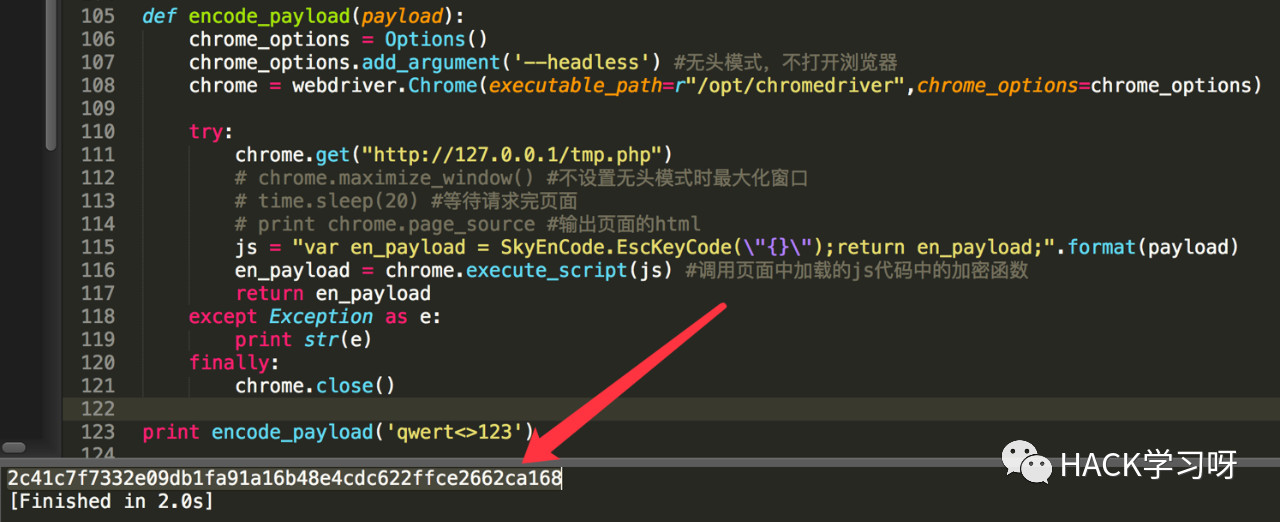 105 def encode_payload(payload):
106 chrome_options = Options()
107 chrome_options.add_argument('--headless') #无头模式，不打开浏览器
108 chrome = webdriver.Chrome(executable_path=r"/opt/chromedriver",chrome_options=chrome_options)
109
110 try:
111 chrome.get("http://127.0.0.1/tmp.php")
112 # chrome.maximize_window() #不设置无头模式时最大化窗口
113 # time.sleep(20) #等待请求完页面
114 # print chrome.page_source #输出页面的html
115 js = "var en_payload = SkyEnCode.EscKeyCode(\"{}\");return en_payload;".format(payload)
116 en_payload = chrome.execute_script(js) #调用页面中加载的js代码中的加密函数
117 return en_payload
118 except Exception as e:
119 print str(e)
120 finally:
121 chrome.close()
122
123 print encode_payload('qwert<>123')
124
2c41c7f7332e09db1fa91a16b48e4cdc622ffce2662ca168
[Finished in 2.0s]
HACK学习呀